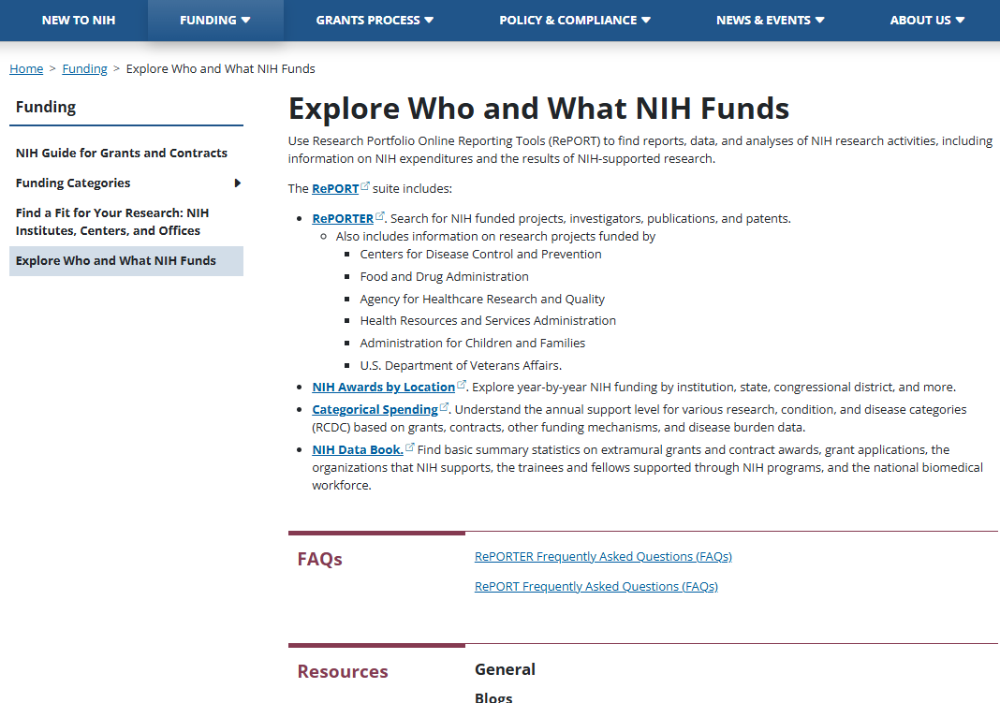 NEW TO NIH FUNDING GRANTS PROCESS POLICY & COMPLIANCE NEWS & EVENTS ABOUT US
Home > Funding > Explore Who and What NIH Funds
Funding
NIH Guide for Grants and Contracts
Funding Categories
Find a Fit for Your Research: NIH
Institutes, Centers, and Offices
Explore Who and What NIH Funds
Explore Who and What NIH Funds
Use Research Portfolio Online Reporting Tools (RePORT) to find reports, data, and analyses of NIH research activities, including
information on NIH expenditures and the results of NIH-supported research.
The RePORT suite includes:
• RePORTER. Search for NIH funded projects, investigators, publications, and patents.
◦ Also includes information on research projects funded by
▪ Centers for Disease Control and Prevention
▪ Food and Drug Administration
▪ Agency for Healthcare Research and Quality
▪ Health Resources and Services Administration
▪ Administration for Children and Families
▪ U.S. Department of Veterans Affairs.
• NIH Awards by Location. Explore year-by-year NIH funding by institution, state, congressional district, and more.
• Categorical Spending. Understand the annual support level for various research, condition, and disease categories
(RCDC) based on grants, contracts, other funding mechanisms, and disease burden data.
• NIH Data Book. Find basic summary statistics on extramural grants and contract awards, grant applications, the
organizations that NIH supports, the trainees and fellows supported through NIH programs, and the national biomedical
workforce.
FAQs
RePORTER Frequently Asked Questions (FAQs)
RePORT Frequently Asked Questions (FAQs)
Resources
General
Blogs